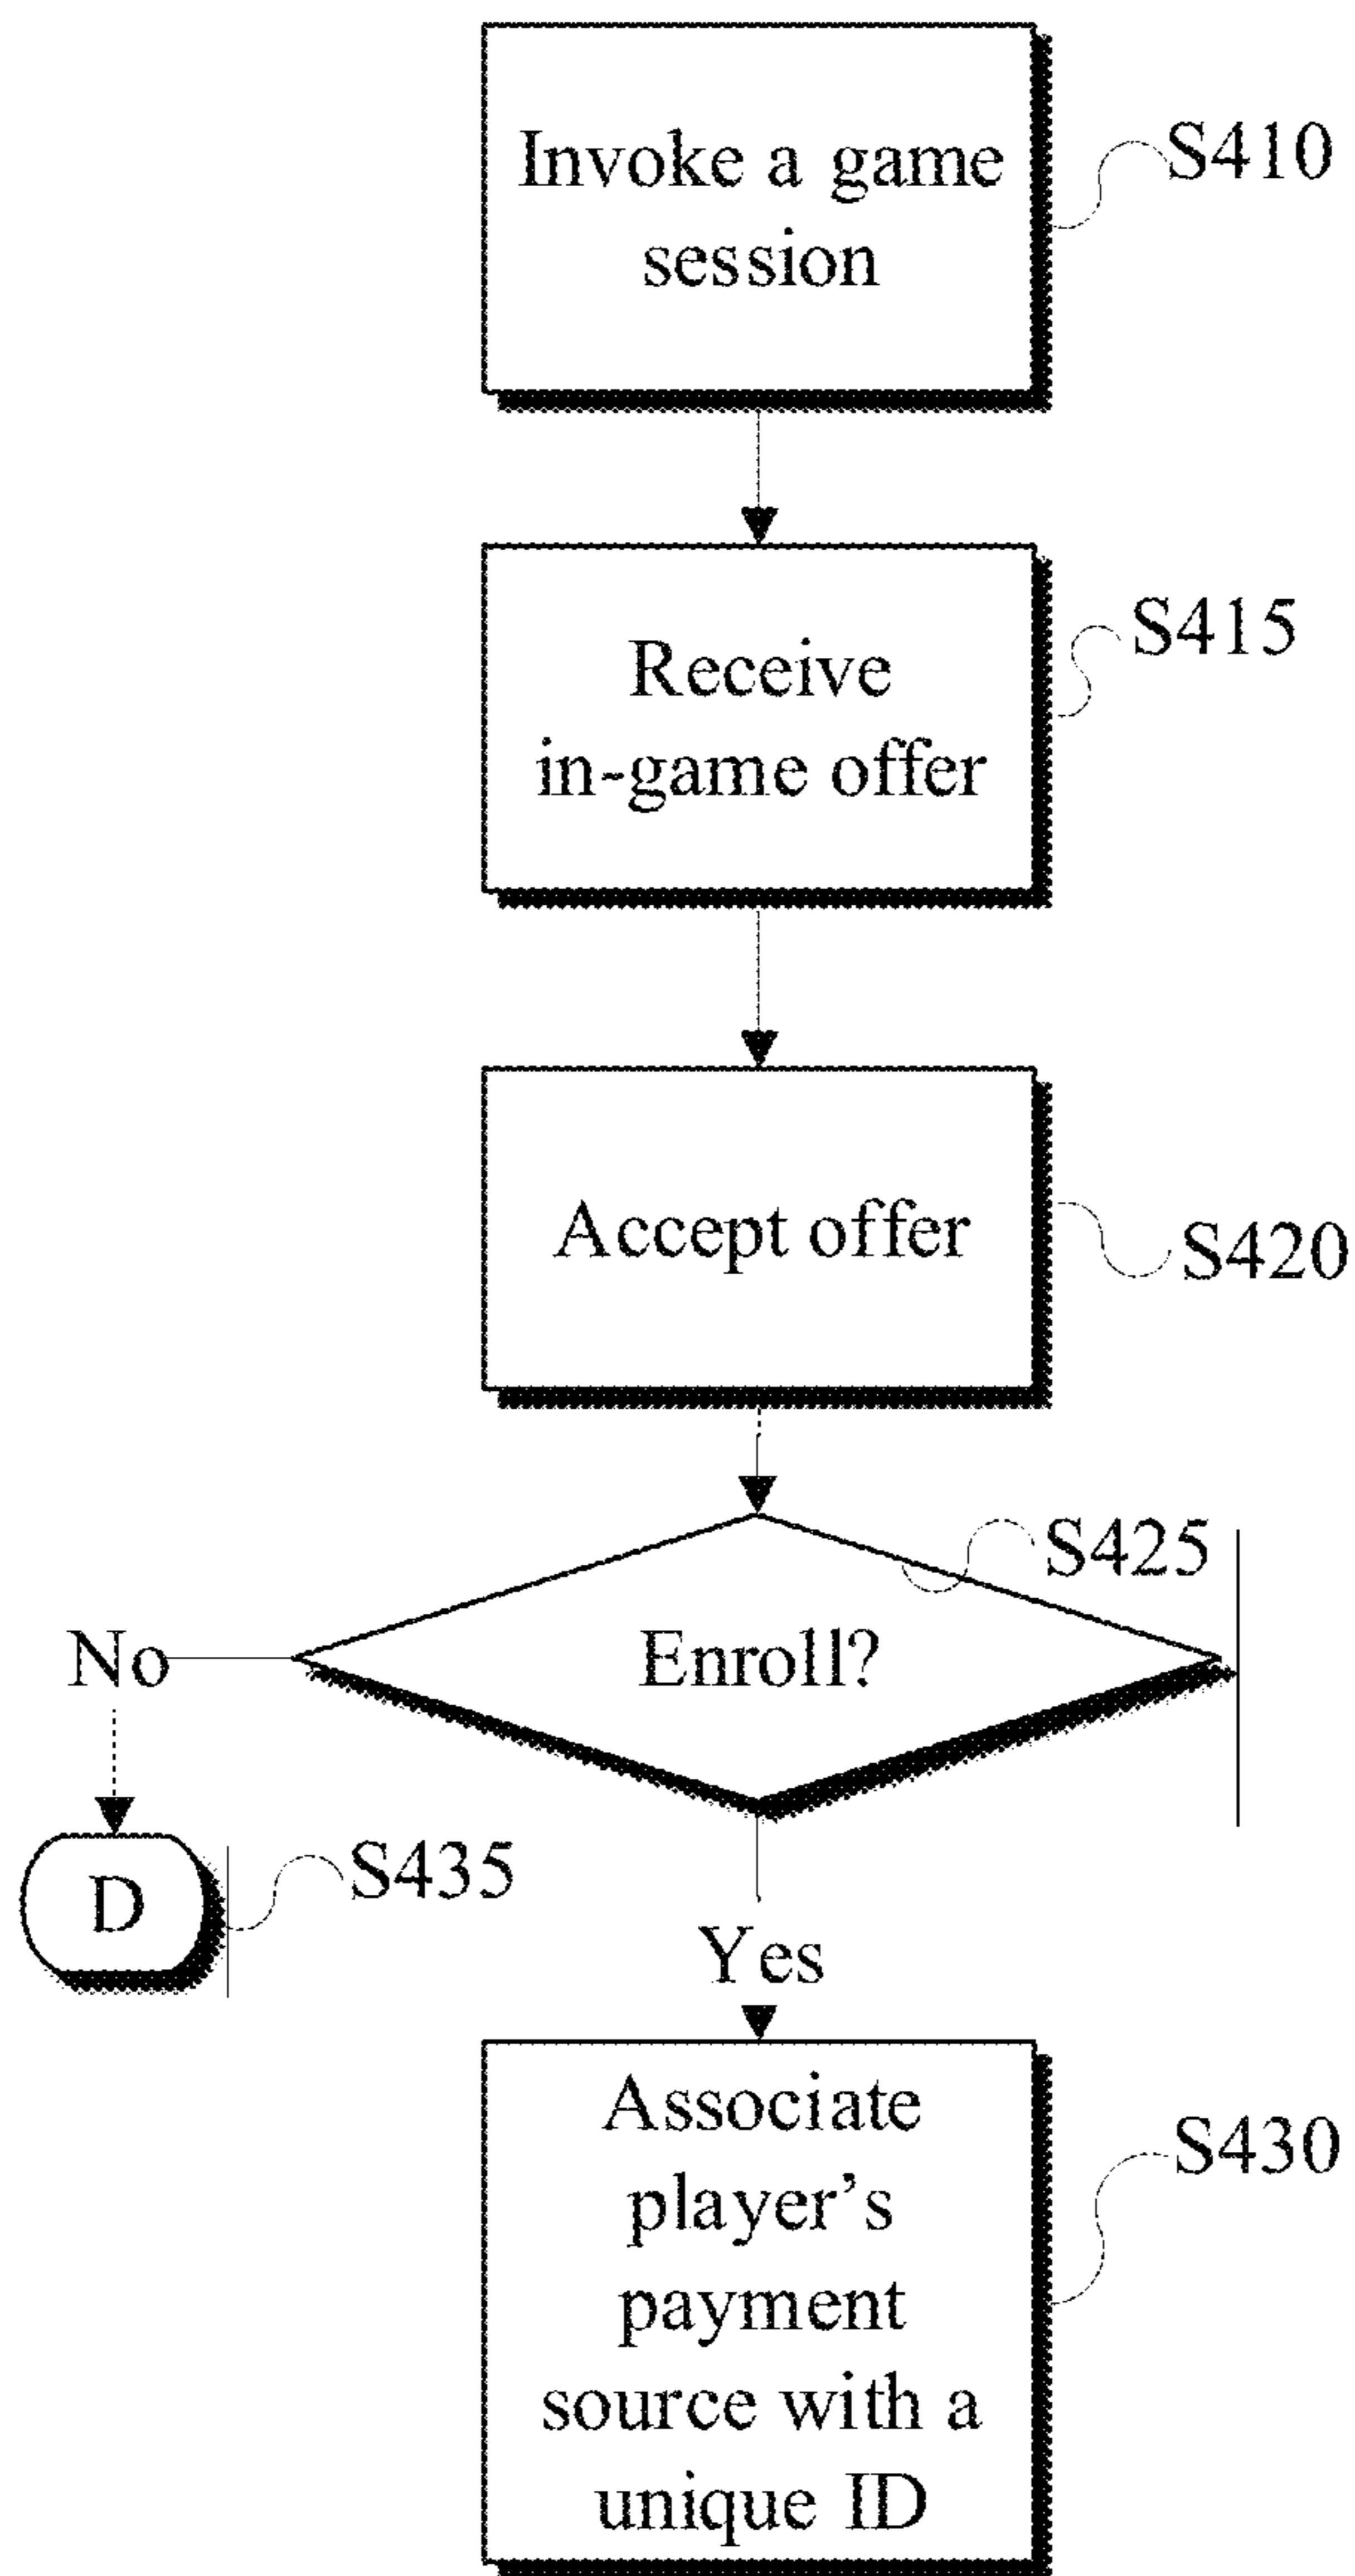 Invoke a game
session
S410
Receive
in-game offer
S415
Accept offer
S420
S425
Enroll?
No
D
S435
Yes
Associate
player’s
payment
source with a
unique ID
S430